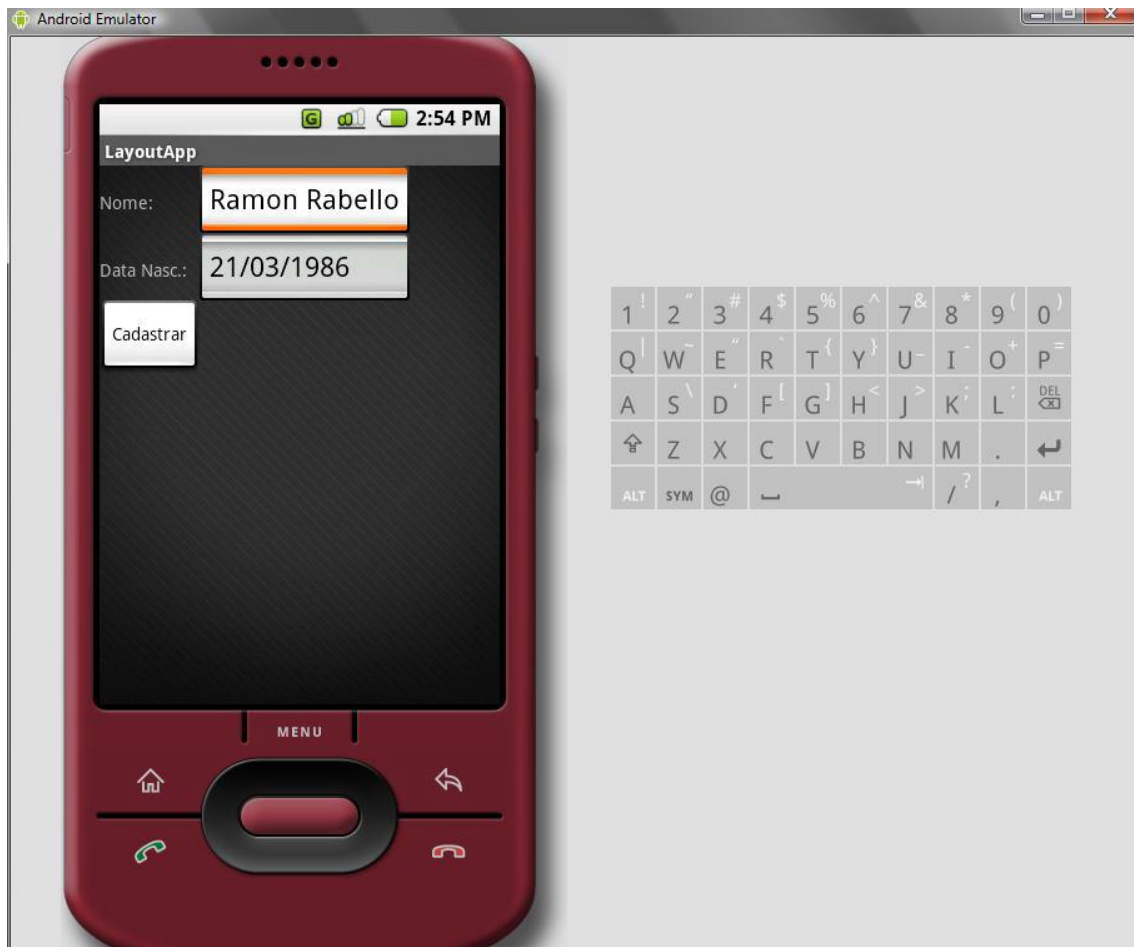 Android Emulator
G 2:54 PM
LayoutApp
Nome: Ramon Rabello
Data Nasc.: 21/03/1986
Cadastrar
MENU
1 ! 2 " 3 # 4 $ 5 % 6 ^ 7 & 8 * 9 ( 0 )
Q | W ~ E " R ` T { Y } U - I - O + P =
A S \ D ' F [ G ] H < J > K ; L : DEL
Z X C V B N M .
ALT SYM @ / ? , ALT